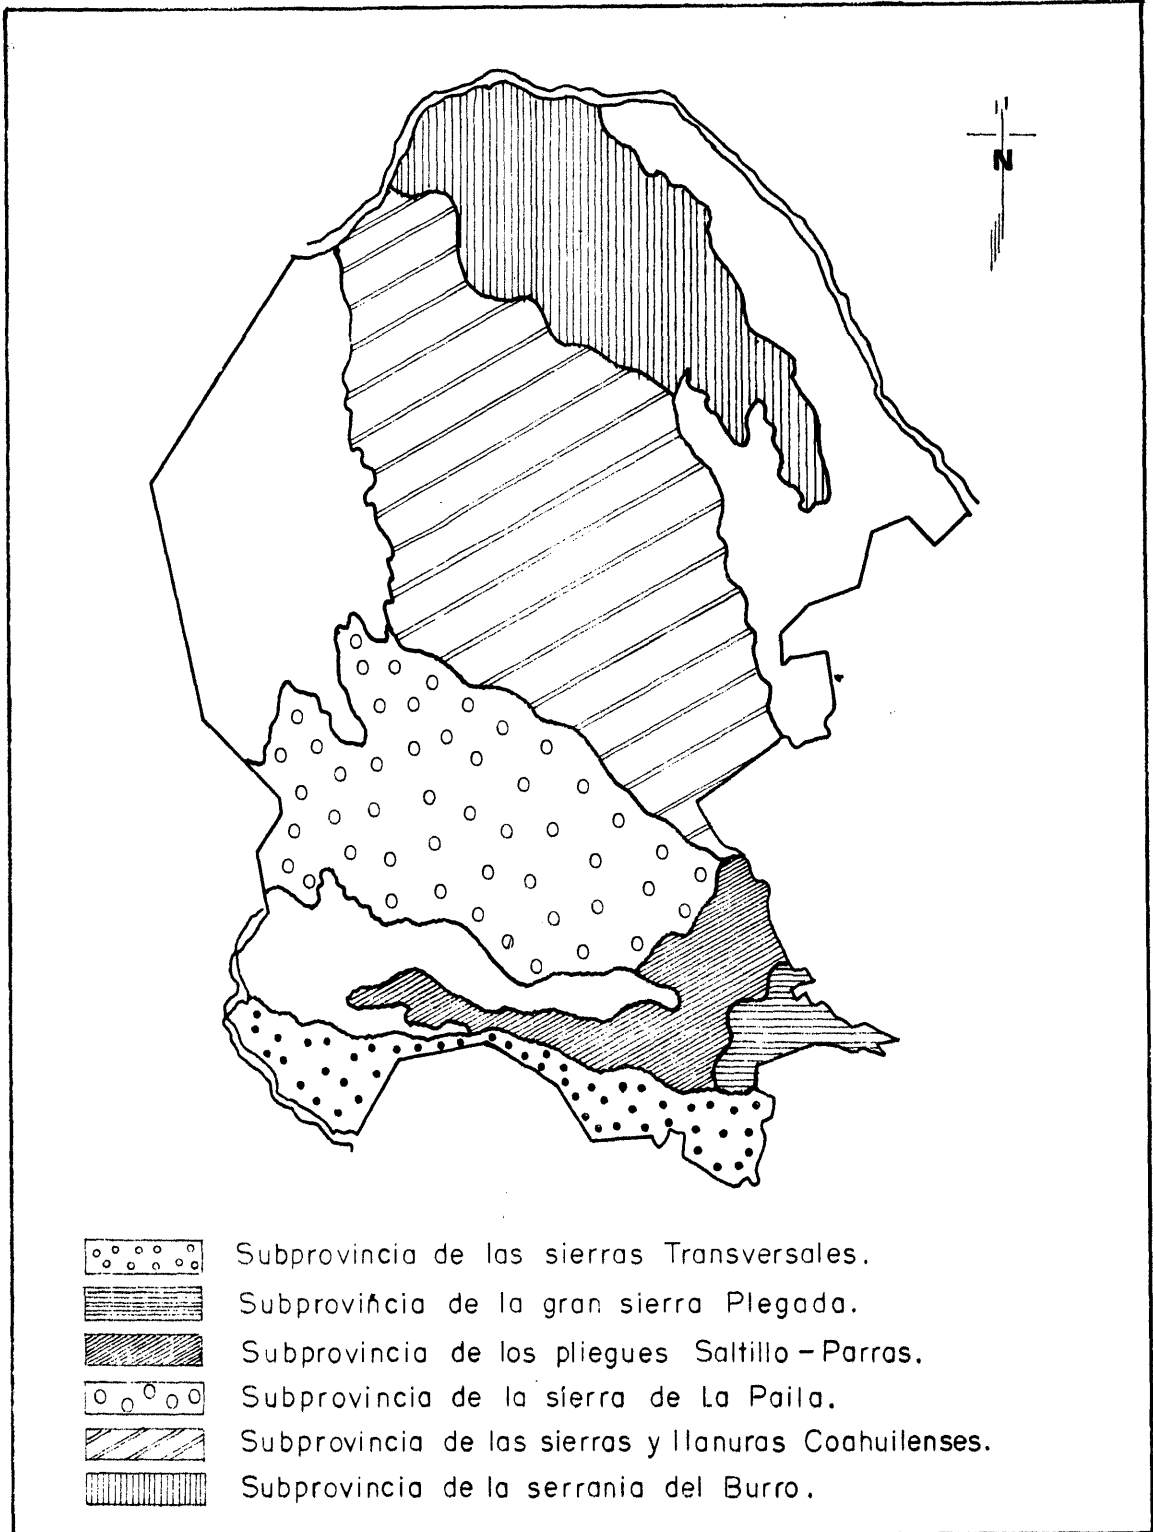 N
Subprovincia de las sierras Transversales.
Subprovincia de la gran sierra Plegada.
Subprovincia de los pliegues Saltillo-Parras.
Subprovincia de la sierra de La Paila.
Subprovincia de las sierras y llanuras Coahuilenses.
Subprovincia de la serrania del Burro.